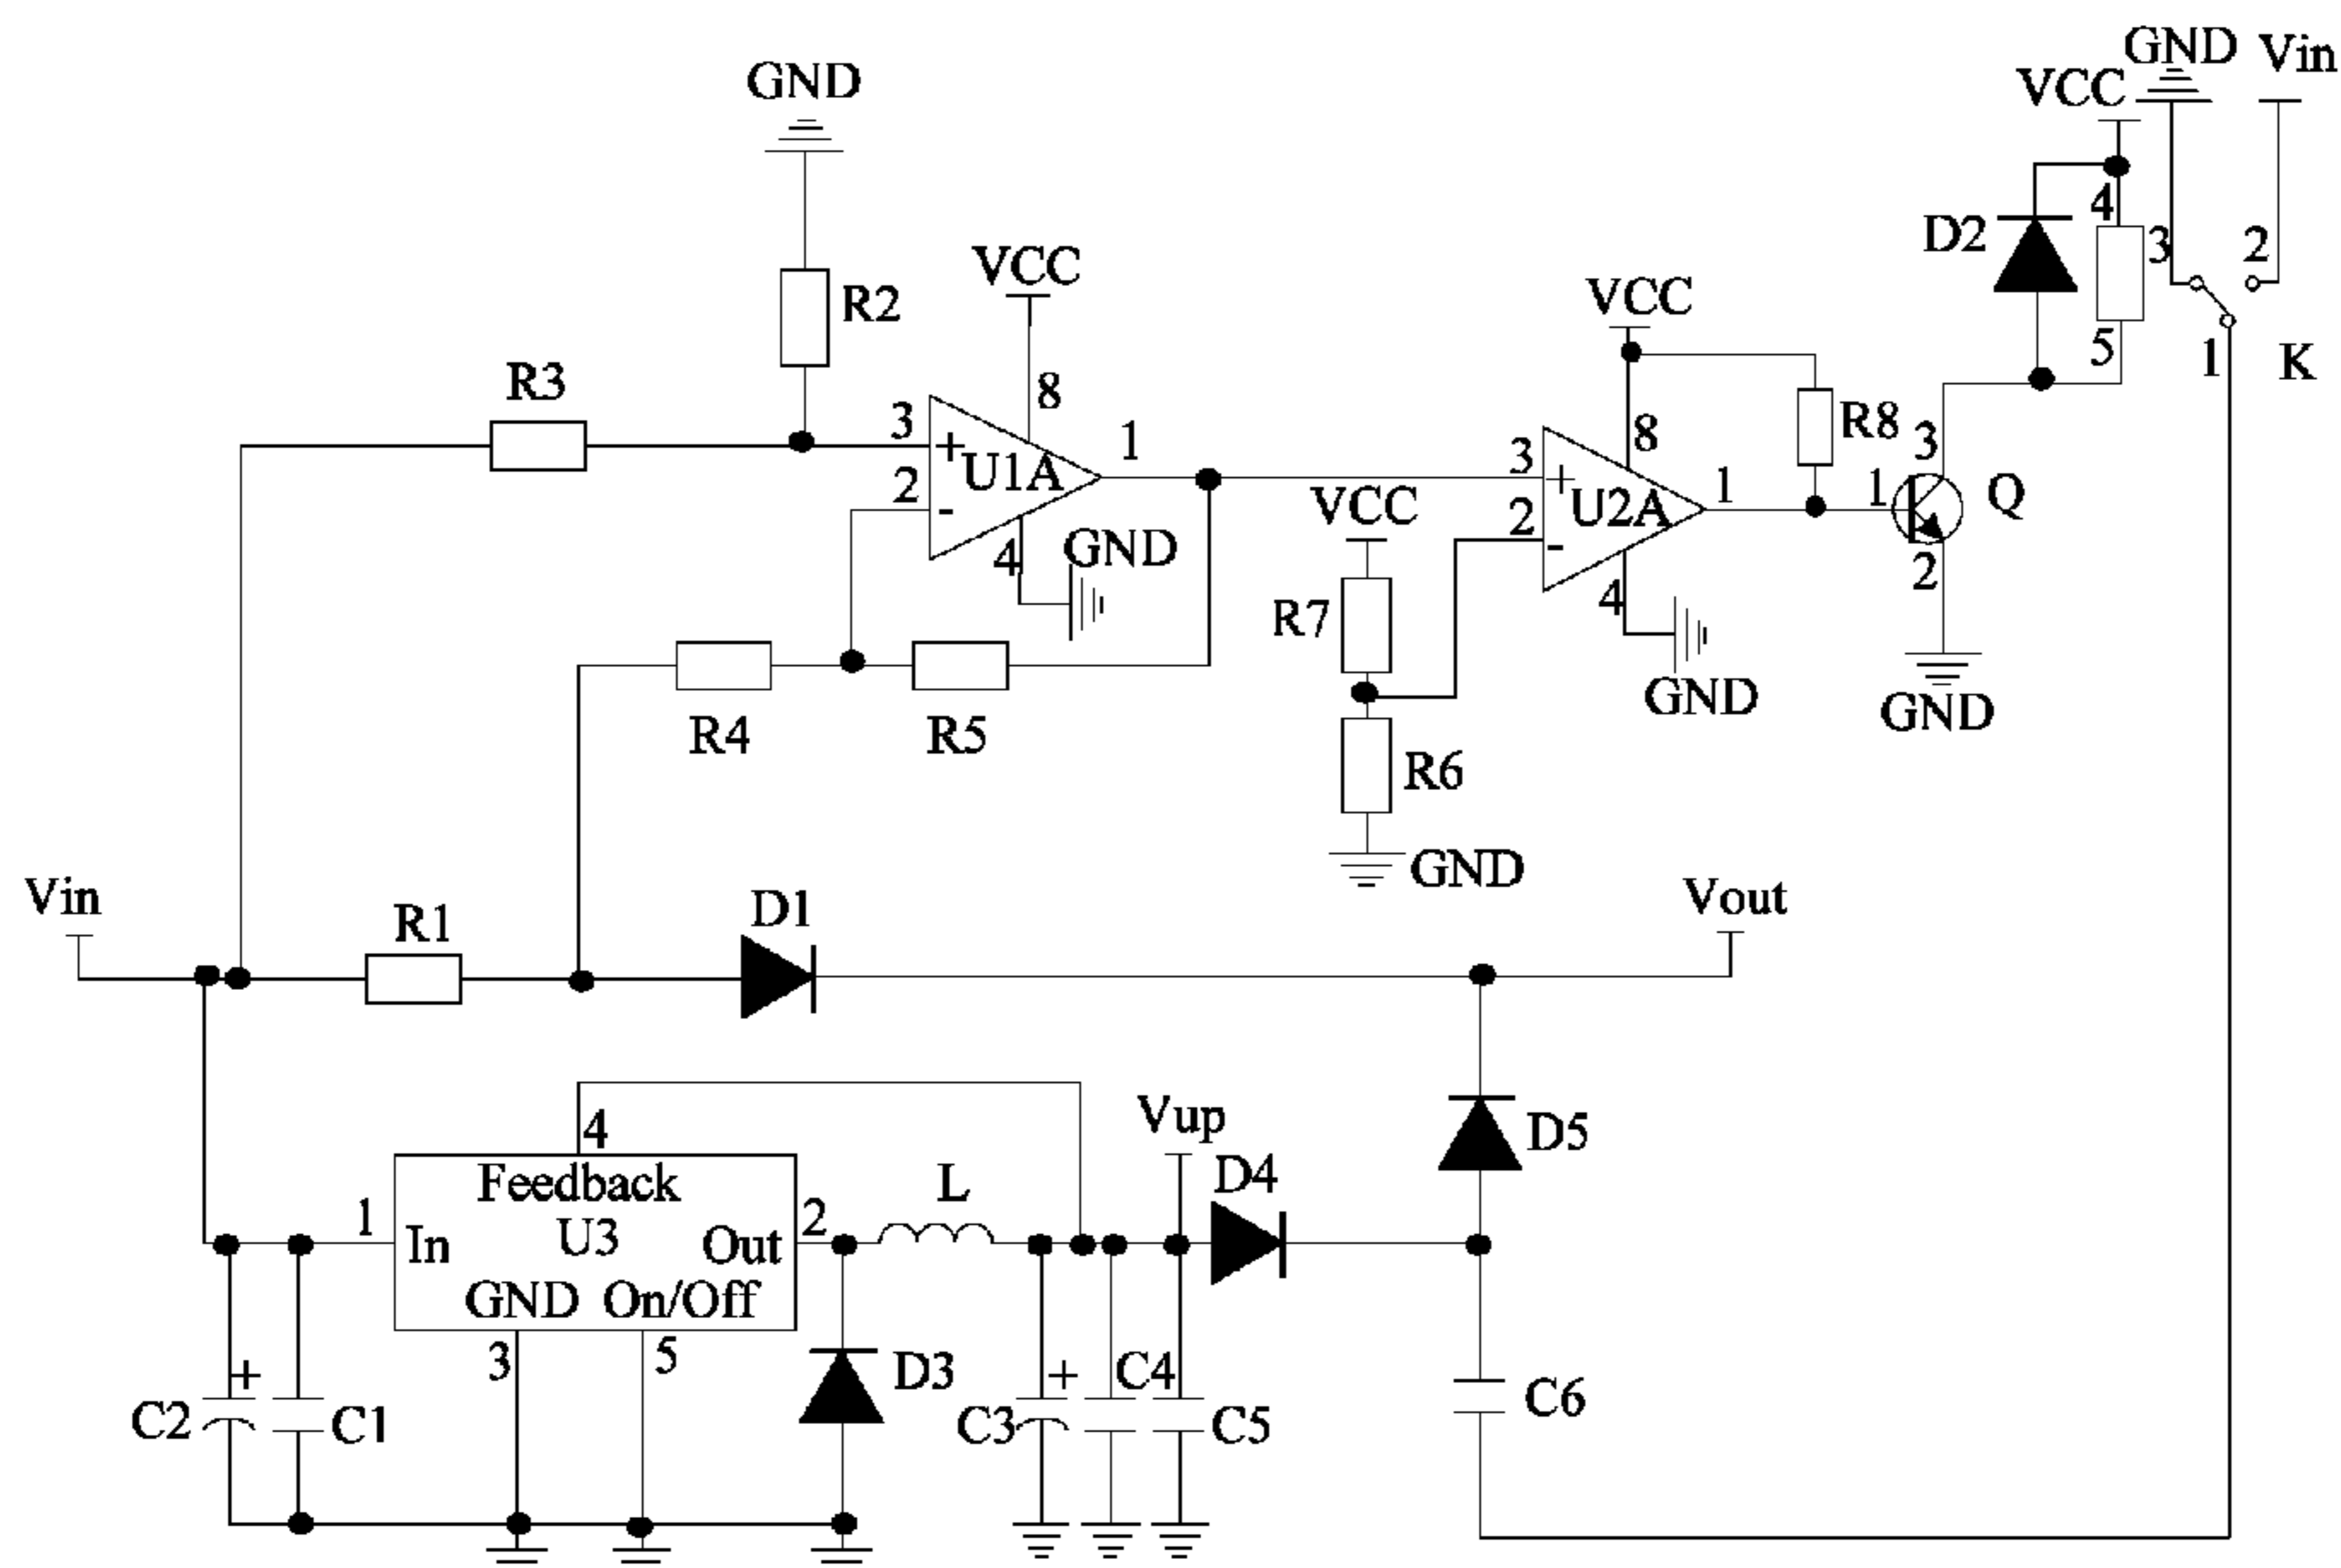 GND Vin
VCC
GND
4
D2
3
2
R2
VCC
VCC
5
1
K
R3
8
3
+
1
8
R8
3
U1A
2
-
3
+
1
1
Q
VCC
U2A
2
-
4
GND
2
R7
4
GND
GND
R4
R5
R6
GND
Vin
R1
D1
Vout
4
Vup
D5
Feedback
L
D4
1
In
U3
Out
2
GND On/Off
3
5
D3
+
+
C4
C2
C1
C3
C5
C6